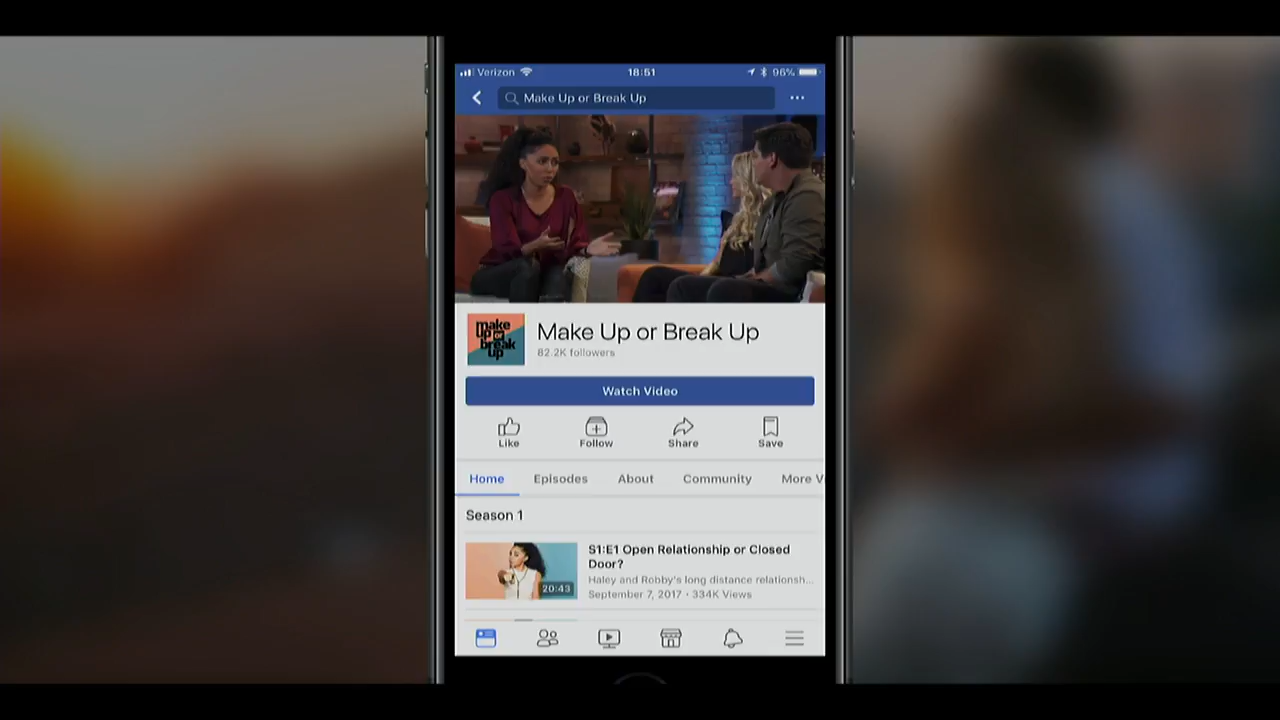 Verizon 18:51 96%
Make Up or Break Up
make
up or
break
up
Make Up or Break Up
82.2K followers
Watch Video
Like Follow Share Save
Home Episodes About Community More V
Season 1
S1:E1 Open Relationship or Closed
Door?
Haley and Robby's long distance relationsh...
20:43
September 7, 2017 • 334K Views